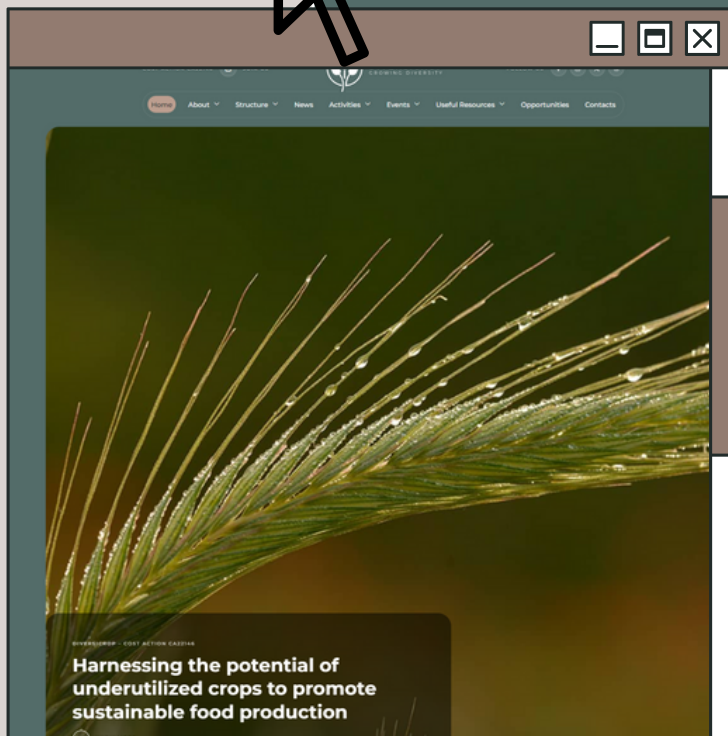 GROWING DIVERSITY
Home About Structure News Activities Events Useful Resources Opportunities Contacts
DIVERSICROP - COST ACTION CA22146
Harnessing the potential of
underutilized crops to promote
sustainable food production